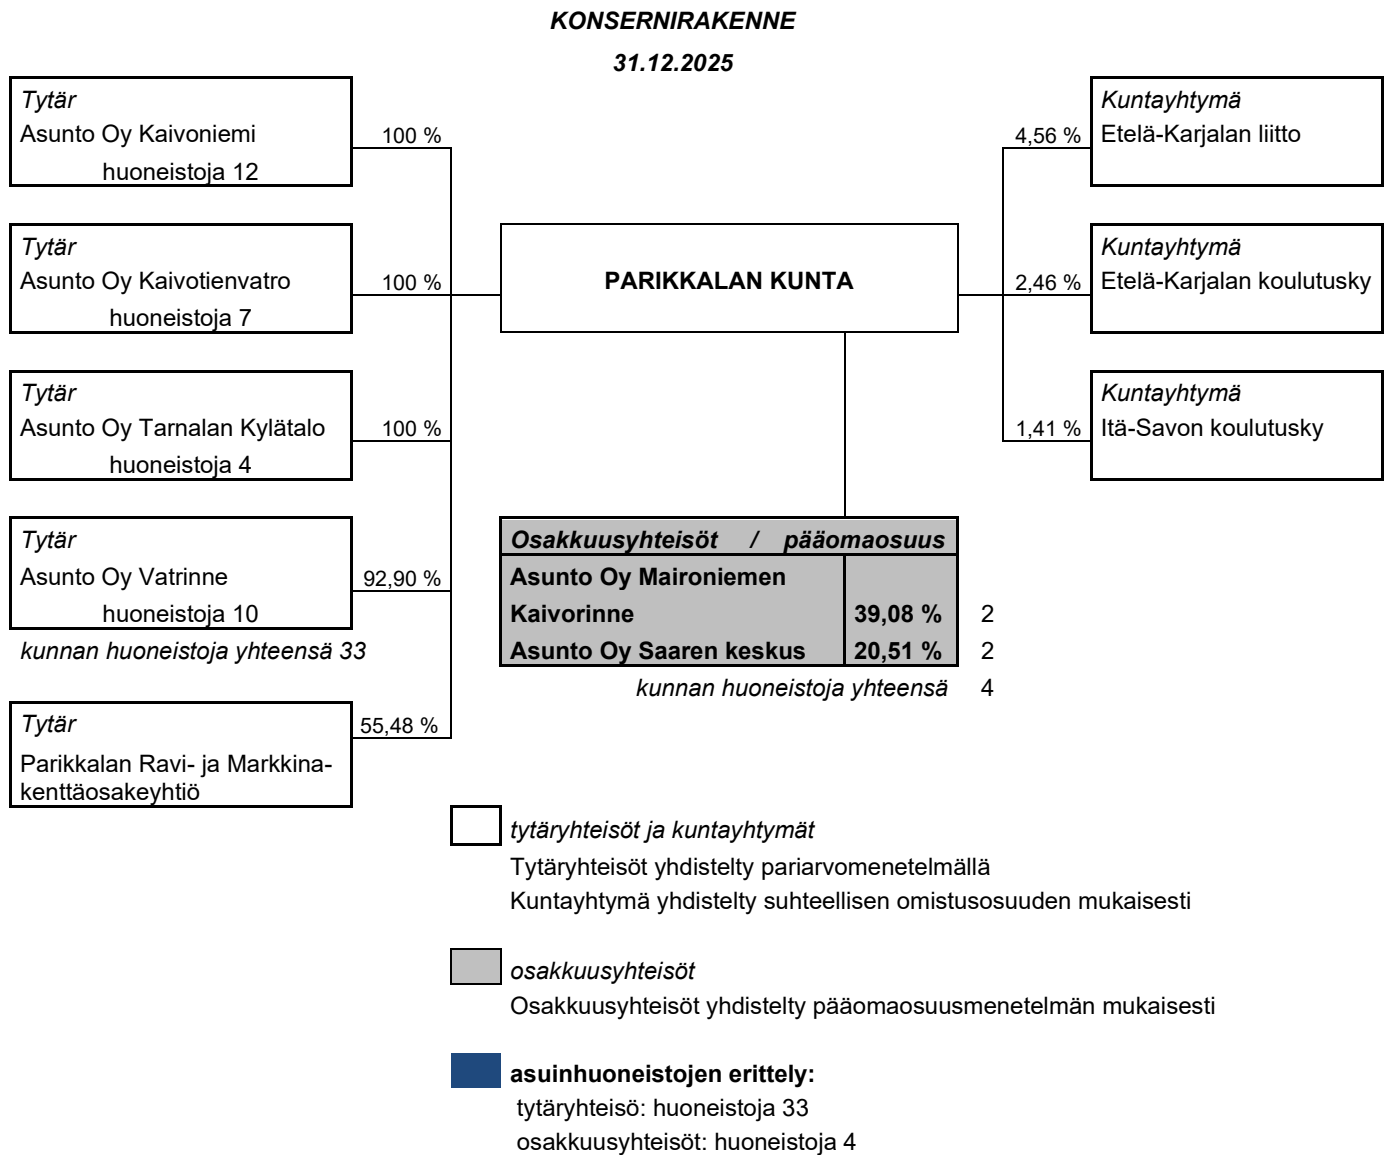 KONSERNIRAKENNE
31.12.2025
Tytär
Asunto Oy Kaivoniemi
huoneistoja 12
100 %
Tytär
Asunto Oy Kaivotienvatro
huoneistoja 7
100 %
Tytär
Asunto Oy Tarnalan Kylätalo
huoneistoja 4
100 %
Tytär
Asunto Oy Vatrinne
huoneistoja 10
92,90 %
kunnan huoneistoja yhteensä 33
Tytär
Parikkalan Ravi- ja Markkina-
kenttäosakeyhtiö
55,48 %
PARIKKALAN KUNTA
4,56 %
Kuntayhtymä
Etelä-Karjalan liitto
2,46 %
Kuntayhtymä
Etelä-Karjalan koulutusky
1,41 %
Kuntayhtymä
Itä-Savon koulutusky
Osakkuusyhteisöt / pääomaosuus
Asunto Oy Maironiemen
Kaivorinne 39,08 % 2
Asunto Oy Saaren keskus 20,51 % 2
kunnan huoneistoja yhteensä 4
tytäryhteisöt ja kuntayhtymät
Tytäryhteisöt yhdistelty pariarvomenetelmällä
Kuntayhtymä yhdistelty suhteellisen omistusosuuden mukaisesti
osakkuusyhteisöt
Osakkuusyhteisöt yhdistelty pääomaosuusmenetelmän mukaisesti
asuinhuoneistojen erittely:
tytäryhteisö: huoneistoja 33
osakkuusyhteisöt: huoneistoja 4